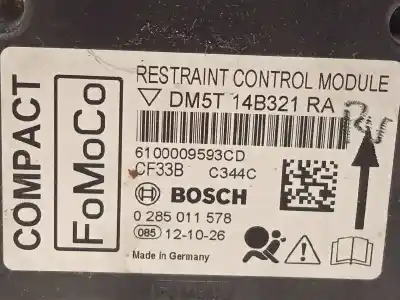 COMPACT
FoMoCo
RESTRAINT CONTROL MODULE
DM5T 14B321 RA
6100009593CD
CF33B C344C
BOSCH
0 285 011 578
085 12-10-26
Made in Germany